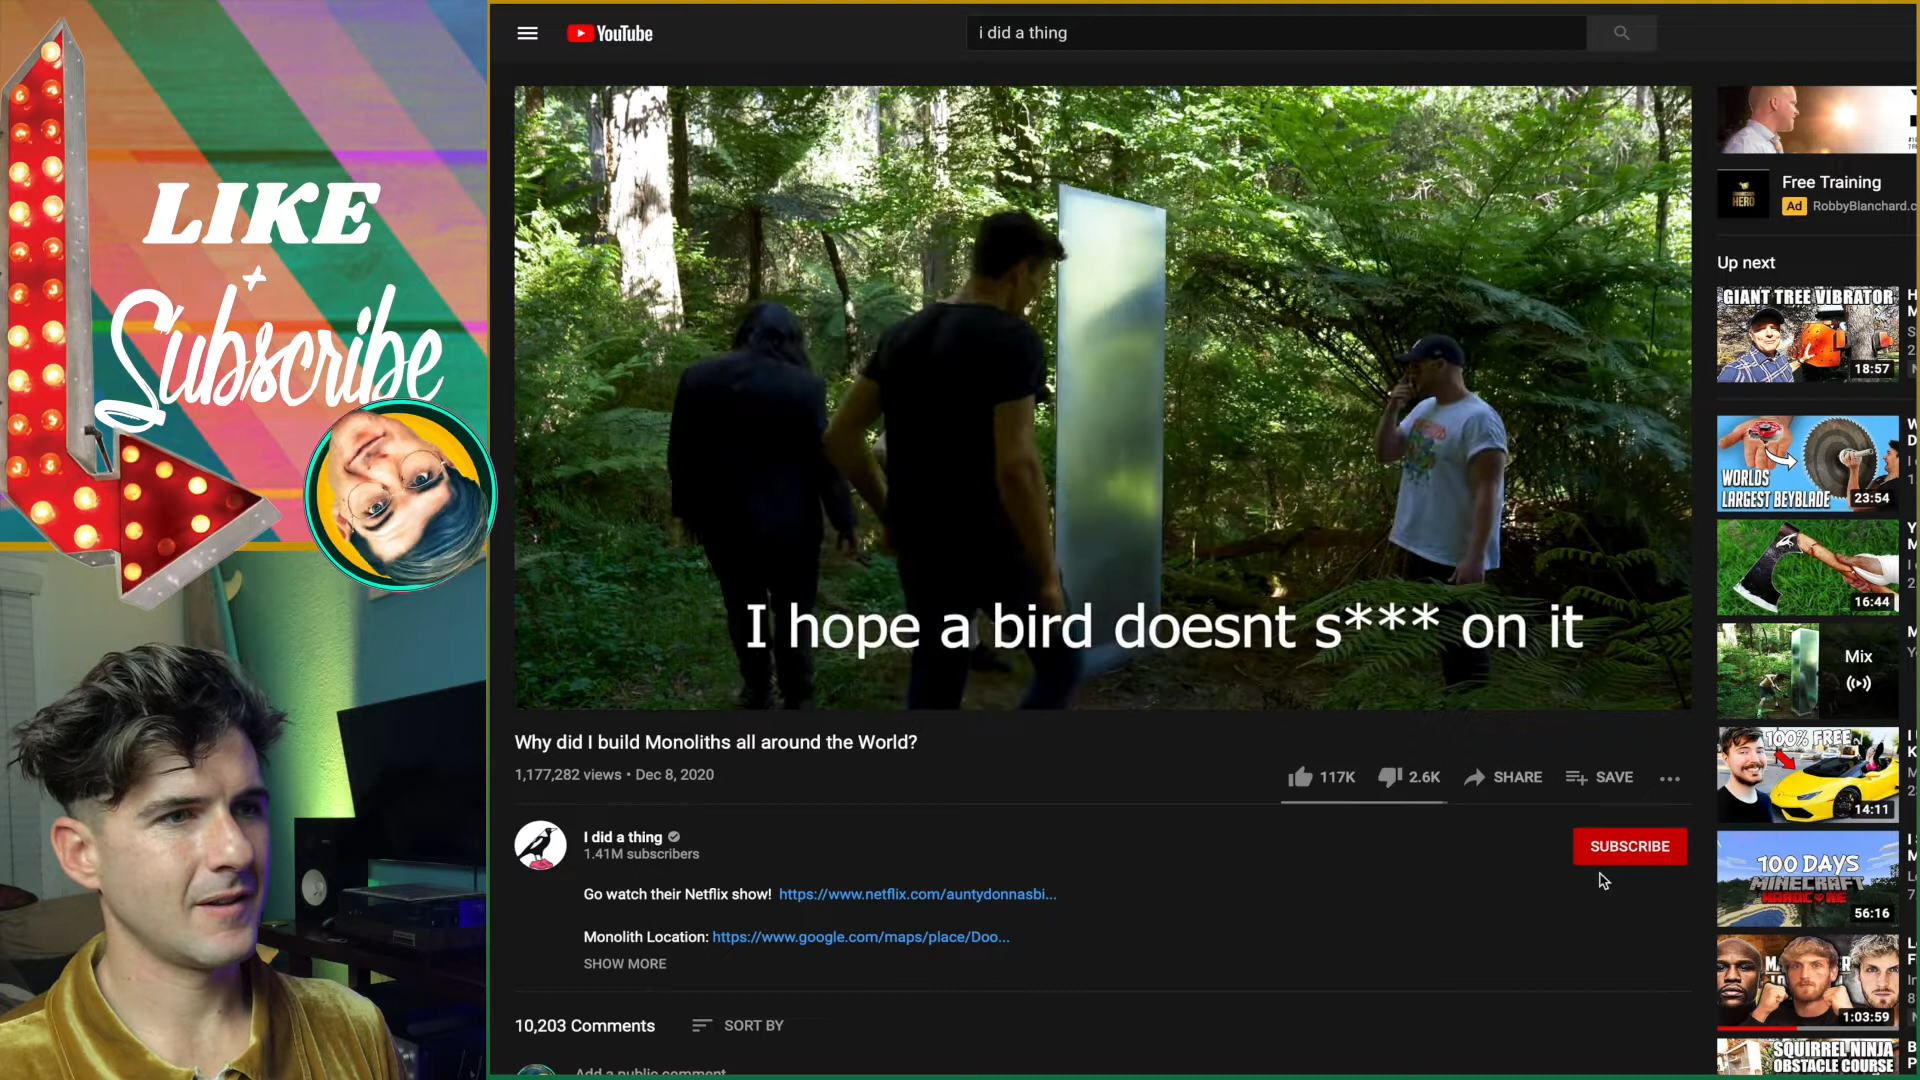 LIKE
+
Subscribe
YouTube
i did a thing
I hope a bird doesnt s*** on it
Why did I build Monoliths all around the World?
1,177,282 views • Dec 8, 2020
117K
2.6K
SHARE
SAVE
I did a thing
1.41M subscribers
SUBSCRIBE
Go watch their Netflix show! https://www.netflix.com/auntydonnasbi...
Monolith Location: https://www.google.com/maps/place/Doo...
SHOW MORE
10,203 Comments
SORT BY
Add a public comment
HERO
Free Training
Ad RobbyBlanchard.c
Up next
GIANT TREE VIBRATOR
18:57
WORLDS
LARGEST BEYBLADE
23:54
16:44
Mix
100% FREE
14:11
100 DAYS
MINECRAFT
HARDCORE
56:16
1:03:59
SQUIRREL NINJA
OBSTACLE COURSE